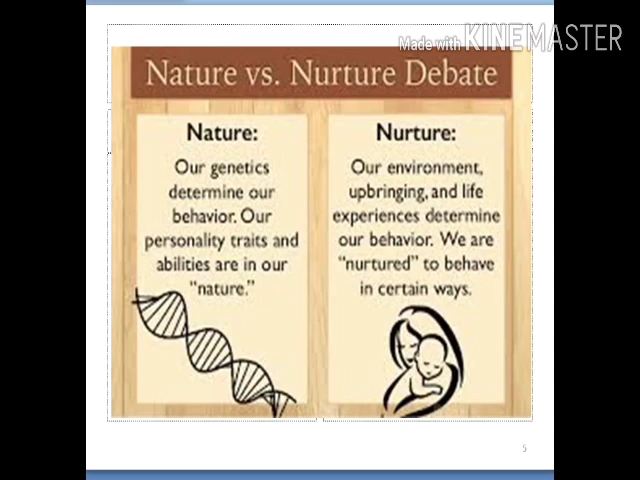 Made with KINEMASTER
Nature vs. Nurture Debate
Nature:
Our genetics
determine our
behavior. Our
personality traits and
abilities are in our
"nature."
Nurture:
Our environment,
upbringing, and life
experiences determine
our behavior. We are
"nurtured" to behave
in certain ways.
5